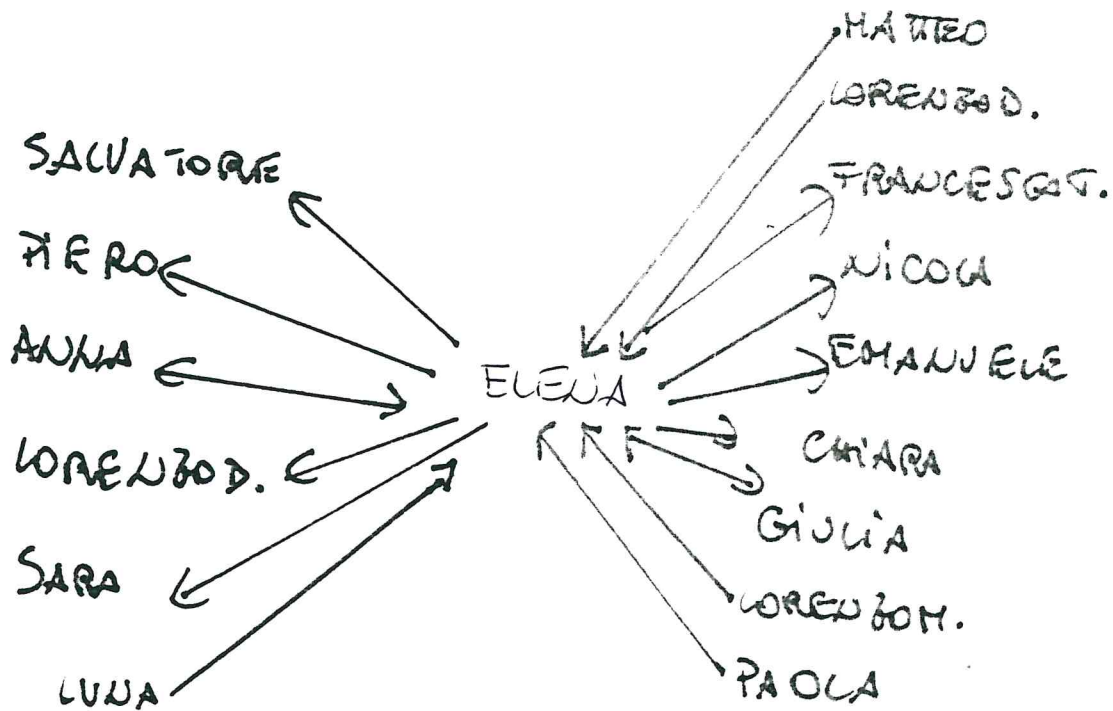 MATTEO
LORENZO D.
SALVATORE
FRANCESCO T.
PIERO
NICOLA
ANNA
EMANUELE
ELENA
LORENZO D.
CHIARA
GIULIA
SARA
LORENZO M.
LUNA
PAOLA